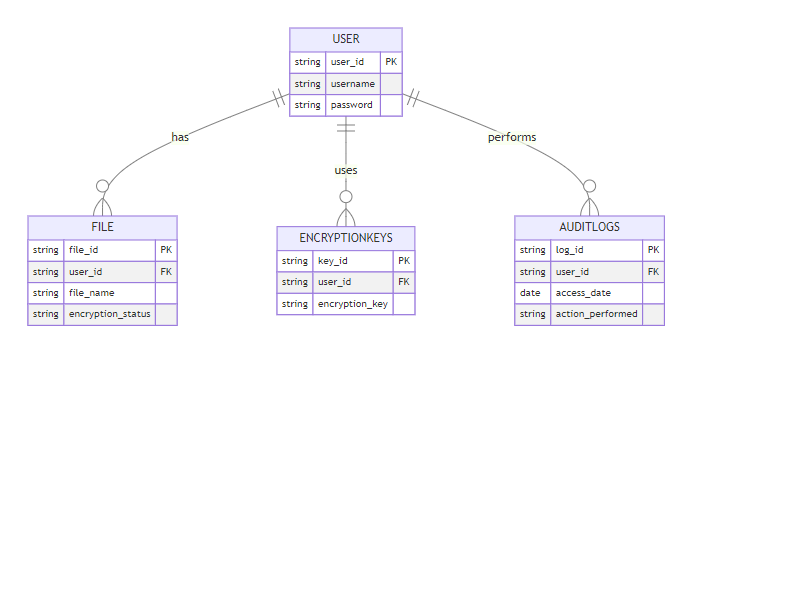 USER
string user_id PK
string username
string password
has
performs
uses
FILE
string file_id PK
string user_id FK
string file_name
string encryption_status
ENCRYPTIONKEYS
string key_id PK
string user_id FK
string encryption_key
AUDITLOGS
string log_id PK
string user_id FK
date access_date
string action_performed